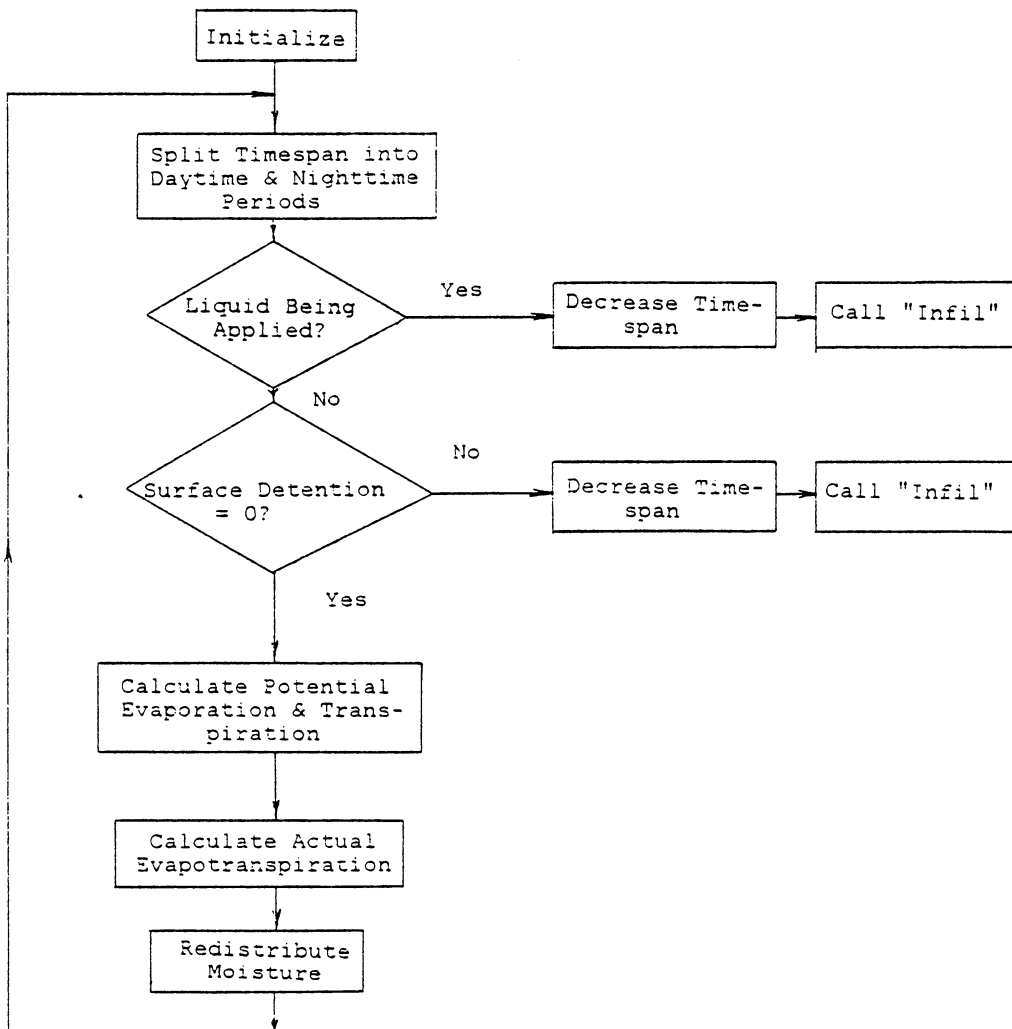 Initialize
Split Timespan into
Daytime & Nighttime
Periods
Liquid Being
Applied?
Yes
Decrease Time-
span
Call "Infil"
No
Surface Detention
= 0?
No
Decrease Time-
span
Call "Infil"
Yes
Calculate Potential
Evaporation & Trans-
piration
Calculate Actual
Evapotranspiration
Redistribute
Moisture